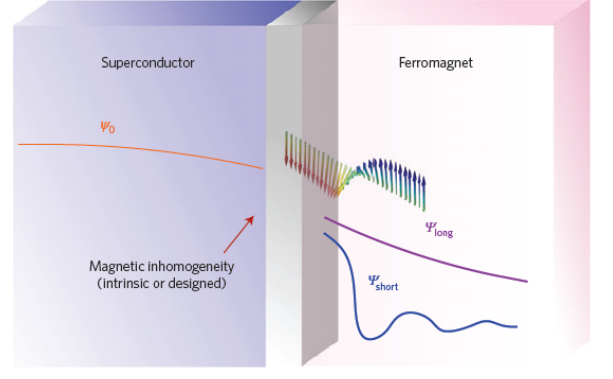 Superconductor
Ferromagnet
Ψ0
Ψlong
Magnetic inhomogeneity
(intrinsic or designed)
Ψshort